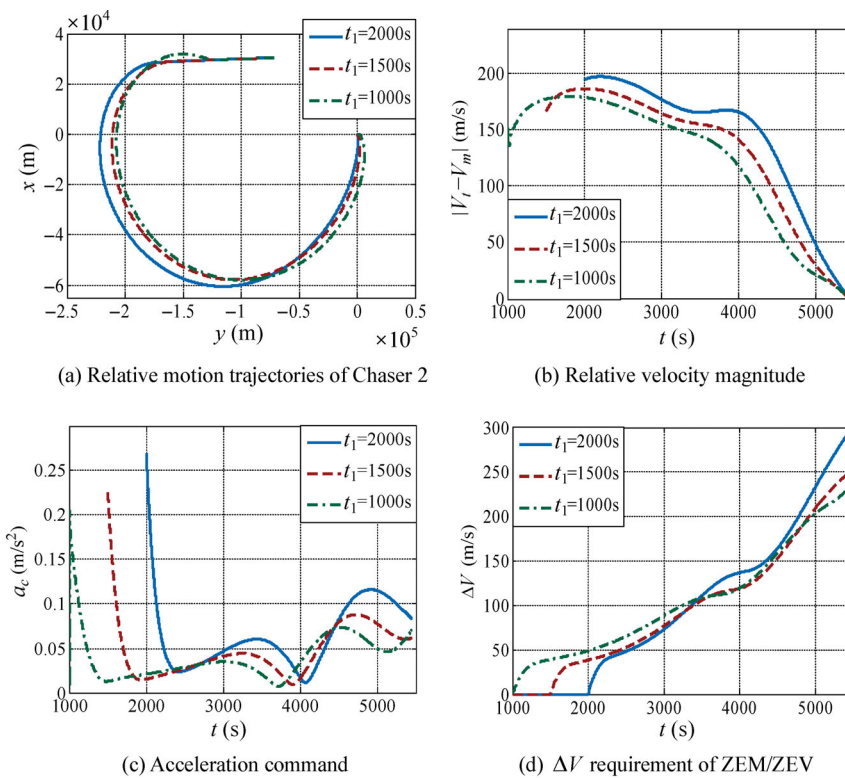 ×10⁴
4
2
0
−2
−4
−6
x (m)
t₁=2000s
t₁=1500s
t₁=1000s
−2.5 −2 −1.5 −1 −0.5 0 0.5
y (m)
×10⁵
(a) Relative motion trajectories of Chaser 2
200
150
100
50
0
|Vₜ−Vₘ| (m/s)
t₁=2000s
t₁=1500s
t₁=1000s
1000 2000 3000 4000 5000
t (s)
(b) Relative velocity magnitude
0.25
0.2
0.15
0.1
0.05
0
a_c (m/s²)
t₁=2000s
t₁=1500s
t₁=1000s
1000 2000 3000 4000 5000
t (s)
(c) Acceleration command
300
250
200
150
100
50
0
ΔV (m/s)
t₁=2000s
t₁=1500s
t₁=1000s
1000 2000 3000 4000 5000
t (s)
(d) ΔV requirement of ZEM/ZEV